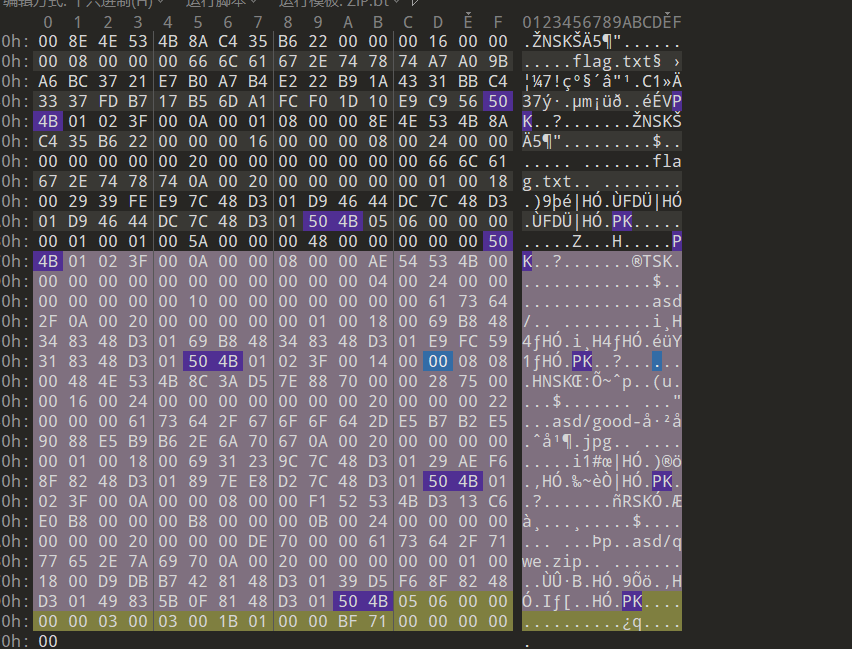 编辑方式: 十六进制(H) 运行脚本 运行模板: ZIP.bt
0 1 2 3 4 5 6 7 8 9 A B C D E F 0123456789ABCDEF
0h: 00 8E 4E 53 4B 8A C4 35 B6 22 00 00 00 16 00 00 .ŽNSKŠÄ5¶"......
0h: 00 08 00 00 00 66 6C 61 67 2E 74 78 74 A7 A0 9B .....flag.txt§ ›
0h: A6 BC 37 21 E7 BA A7 B4 E2 22 B9 1A 43 31 BB C4 ¦¼7!çº§´â"¹.C1»Ä
0h: 33 37 FD B7 17 B5 6D A1 FC F0 1D 10 E9 C9 56 50 37ý·.µm¡üð..éÉVP
0h: 4B 01 02 3F 00 0A 00 01 08 00 00 8E 4E 53 4B 8A K..?.......ŽNSKŠ
0h: C4 35 B6 22 00 00 00 16 00 00 00 08 00 24 00 00 Ä5¶".........$..
0h: 00 00 00 00 00 20 00 00 00 00 00 00 00 66 6C 61 ..... .......fla
0h: 67 2E 74 78 74 0A 00 20 00 00 00 00 00 01 00 18 g.txt.. ........
0h: 00 29 39 FE E9 7C 48 D3 01 D9 46 44 DC 7C 48 D3 .)9þé|HÓ.ÙFDÜ|HÓ
0h: 01 D9 46 44 DC 7C 48 D3 01 50 4B 05 06 00 00 00 .ÙFDÜ|HÓ.PK.....
0h: 00 01 00 01 00 5A 00 00 00 48 00 00 00 00 00 50 .....Z...H.....P
0h: 4B 01 02 3F 00 0A 00 00 08 00 00 AE 54 53 4B 00 K..?.......®TSK.
0h: 00 00 00 00 00 00 00 00 00 00 00 04 00 24 00 00 .............$..
0h: 00 00 00 00 00 10 00 00 00 00 00 00 00 61 73 64 .............asd
0h: 2F 0A 00 20 00 00 00 00 00 01 00 18 00 69 B8 48 /.. .........i¸H
0h: 34 83 48 D3 01 69 B8 48 34 83 48 D3 01 E9 FC 59 4ƒHÓ.i¸H4ƒHÓ.éüY
0h: 31 83 48 D3 01 50 4B 01 02 3F 00 14 00 00 08 08 1ƒHÓ.PK..?......
0h: 00 48 4E 53 4B 8C 3A D5 7E 88 70 00 00 28 75 00 .HNSKŒ:Õ~ˆp..(u.
0h: 00 16 00 24 00 00 00 00 00 00 00 20 00 00 00 22 ...$....... ..."
0h: 00 00 00 61 73 64 2F 67 6F 6F 64 2D E5 B7 B2 E5 ...asd/good-å·²å
0h: 90 88 E5 B9 B6 2E 6A 70 67 0A 00 20 00 00 00 00 .ˆå¹¶.jpg.. ....
0h: 00 01 00 18 00 69 31 23 9C 7C 48 D3 01 29 AE F6 .....i1#œ|HÓ.)®ö
0h: 8F 82 48 D3 01 89 7E E8 D2 7C 48 D3 01 50 4B 01 .‚HÓ.‰~èÒ|HÓ.PK.
0h: 02 3F 00 0A 00 00 08 00 00 F1 52 53 4B D3 13 C6 .?.......ñRSKÓ.Æ
0h: E0 B8 00 00 00 B8 00 00 00 0B 00 24 00 00 00 00 à¸...¸.....$....
0h: 00 00 00 20 00 00 00 DE 70 00 00 61 73 64 2F 71 ... ...Þp..asd/q
0h: 77 65 2E 7A 69 70 0A 00 20 00 00 00 00 00 01 00 we.zip.. .......
0h: 18 00 D9 DB B7 42 81 48 D3 01 39 D5 F6 8F 82 48 ..ÙÛ·B.HÓ.9Õö.‚H
0h: D3 01 49 83 5B 0F 81 48 D3 01 50 4B 05 06 00 00 Ó.Iƒ[..HÓ.PK....
0h: 00 00 03 00 03 00 1B 01 00 00 BF 71 00 00 00 00 ..........¿q....
0h: 00 .